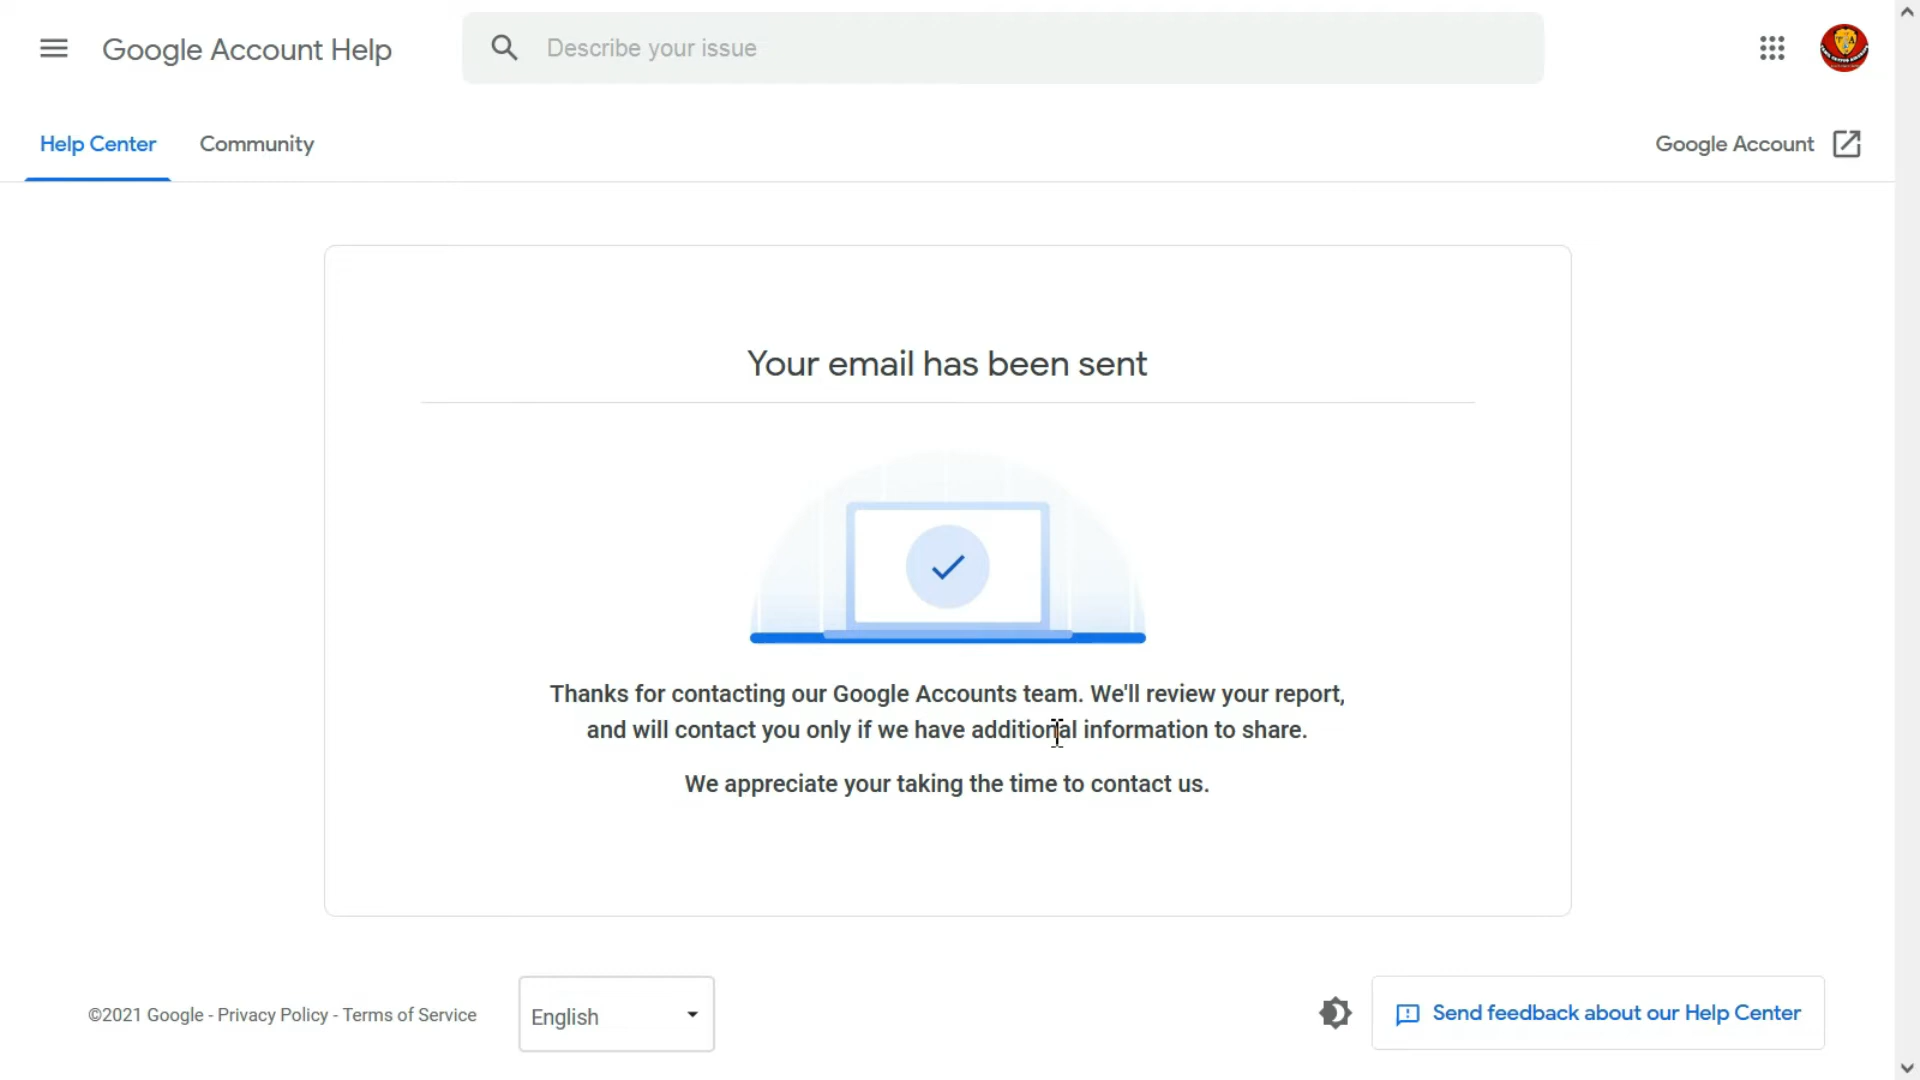 Google Account Help
Describe your issue
Help Center
Community
Google Account
Your email has been sent
Thanks for contacting our Google Accounts team. We'll review your report,
and will contact you only if we have additional information to share.
We appreciate your taking the time to contact us.
©2021 Google - Privacy Policy - Terms of Service
English
Send feedback about our Help Center